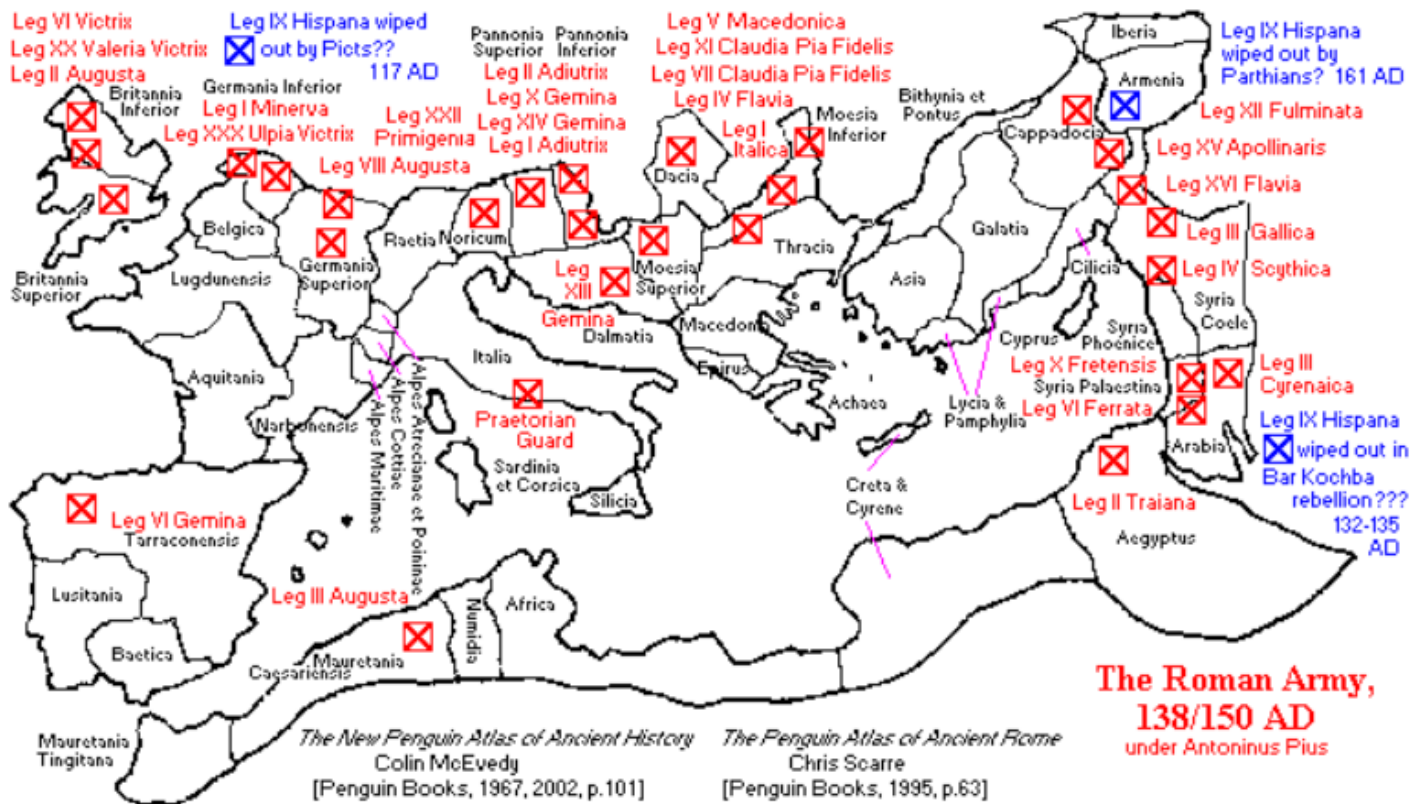 Leg VI Victrix
Leg XX Valeria Victrix
Leg II Augusta
Britannia
Inferior
Leg IX Hispana wiped
out by Picts??
117 AD
Germania Inferior
Leg I Minerva
Leg XXX Ulpia Victrix
Leg XXII
Primigenia
Leg VIII Augusta
Pannonia
Superior
Pannonia
Inferior
Leg II Adiutrix
Leg X Gemina
Leg XIV Gemina
Leg I Adiutrix
Leg V Macedonica
Leg XI Claudia Pia Fidelis
Leg VII Claudia Pia Fidelis
Leg IV Flavia
Leg I
Italica
Moesia
Inferior
Bithynia et
Pontus
Iberia
Armenia
Cappadocia
Leg IX Hispana
wiped out by
Parthians? 161 AD
Leg XII Fulminata
Leg XV Apollinaris
Leg XVI Flavia
Leg III Gallica
Leg IV Scythica
Britannia
Superior
Belgica
Lugdunensis
Germania
Superior
Raetia
Noricum
Dacia
Leg
XIII
Gemina
Moesia
Superior
Dalmatia
Thracia
Macedonia
Epirus
Achaea
Asia
Galatia
Cilicia
Cyprus
Syria
Phoenice
Syria
Coele
Lycia &
Pamphylia
Leg X Fretensis
Syria Palaestina
Leg VI Ferrata
Leg III
Cyrenaica
Arabia
Leg IX Hispana
wiped out in
Bar Kochba
rebellion???
132-135
AD
Aquitania
Narbonensis
Italia
Alpes Atrecianae et Poininae
Alpes Cottiae
Alpes Maritimae
Praetorian
Guard
Sardinia
et Corsica
Silicia
Creta &
Cyrene
Leg II Traiana
Aegyptus
Leg VI Gemina
Tarraconensis
Lusitania
Baetica
Leg III Augusta
Mauretania
Caesariensis
Numidia
Africa
Mauretania
Tingitana
The New Penguin Atlas of Ancient History
Colin McEvedy
[Penguin Books, 1967, 2002, p.101]
The Penguin Atlas of Ancient Rome
Chris Scarre
[Penguin Books, 1995, p.63]
The Roman Army,
138/150 AD
under Antoninus Pius